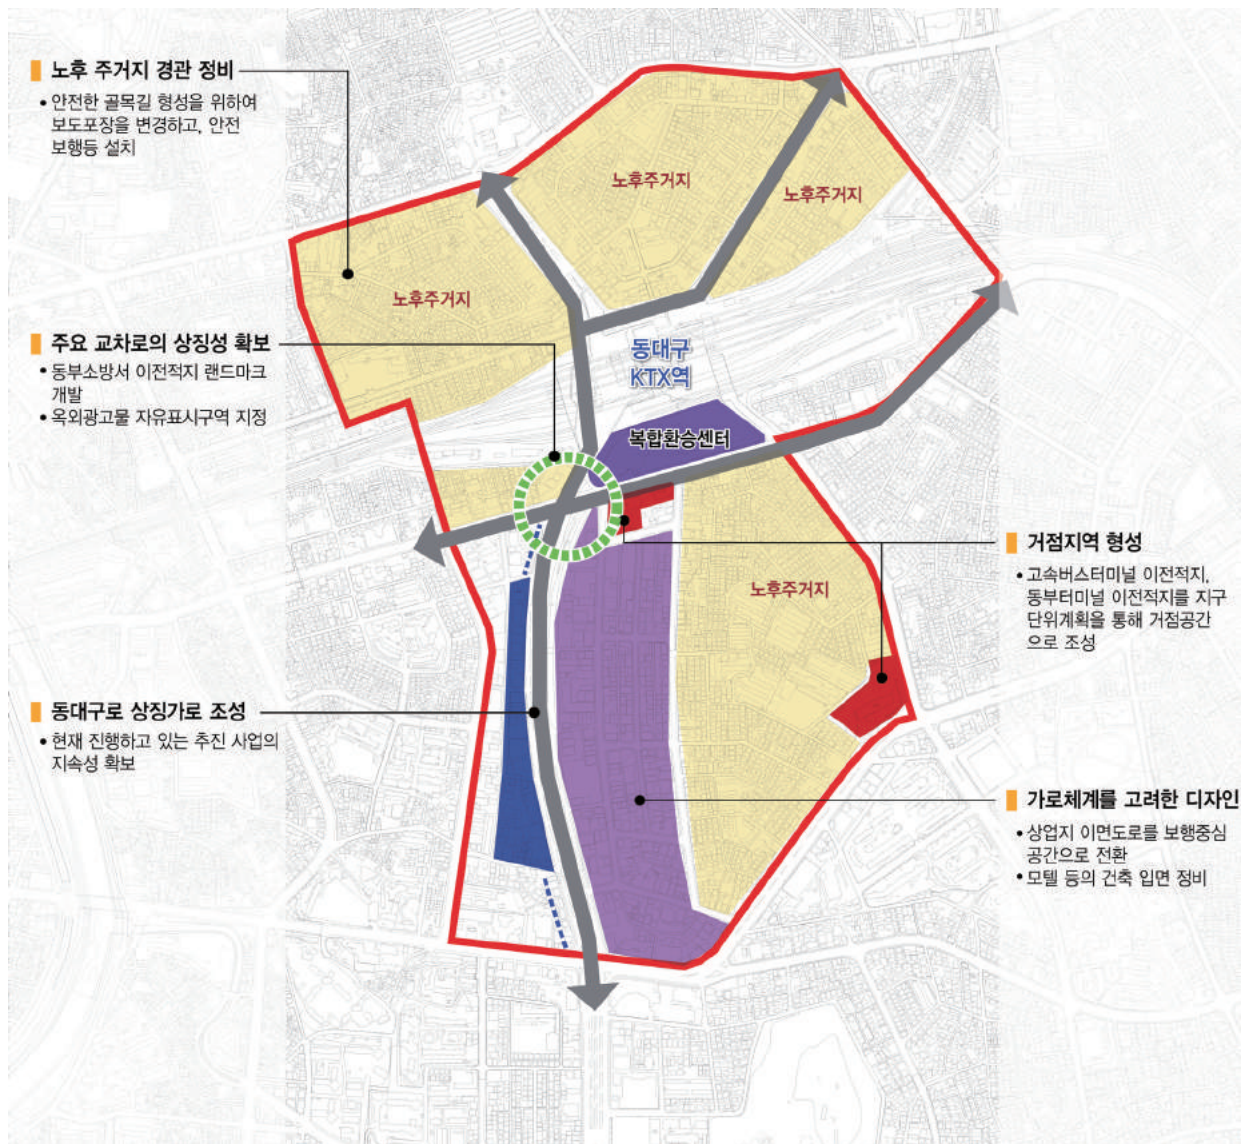 노후 주거지 경관 정비
• 안전한 골목길 형성을 위하여
보도포장을 변경하고, 안전
보행등 설치
주요 교차로의 상징성 확보
• 동부소방서 이전적지 랜드마크
개발
• 옥외광고물 자유표시구역 지정
동대구로 상징가로 조성
• 현재 진행하고 있는 추진 사업의
지속성 확보
노후주거지
노후주거지
노후주거지
동대구
KTX역
복합환승센터
노후주거지
거점지역 형성
• 고속버스터미널 이전적지,
동부터미널 이전적지를 지구
단위계획을 통해 거점공간
으로 조성
가로체계를 고려한 디자인
• 상업지 이면도로를 보행중심
공간으로 전환
• 모텔 등의 건축 입면 정비